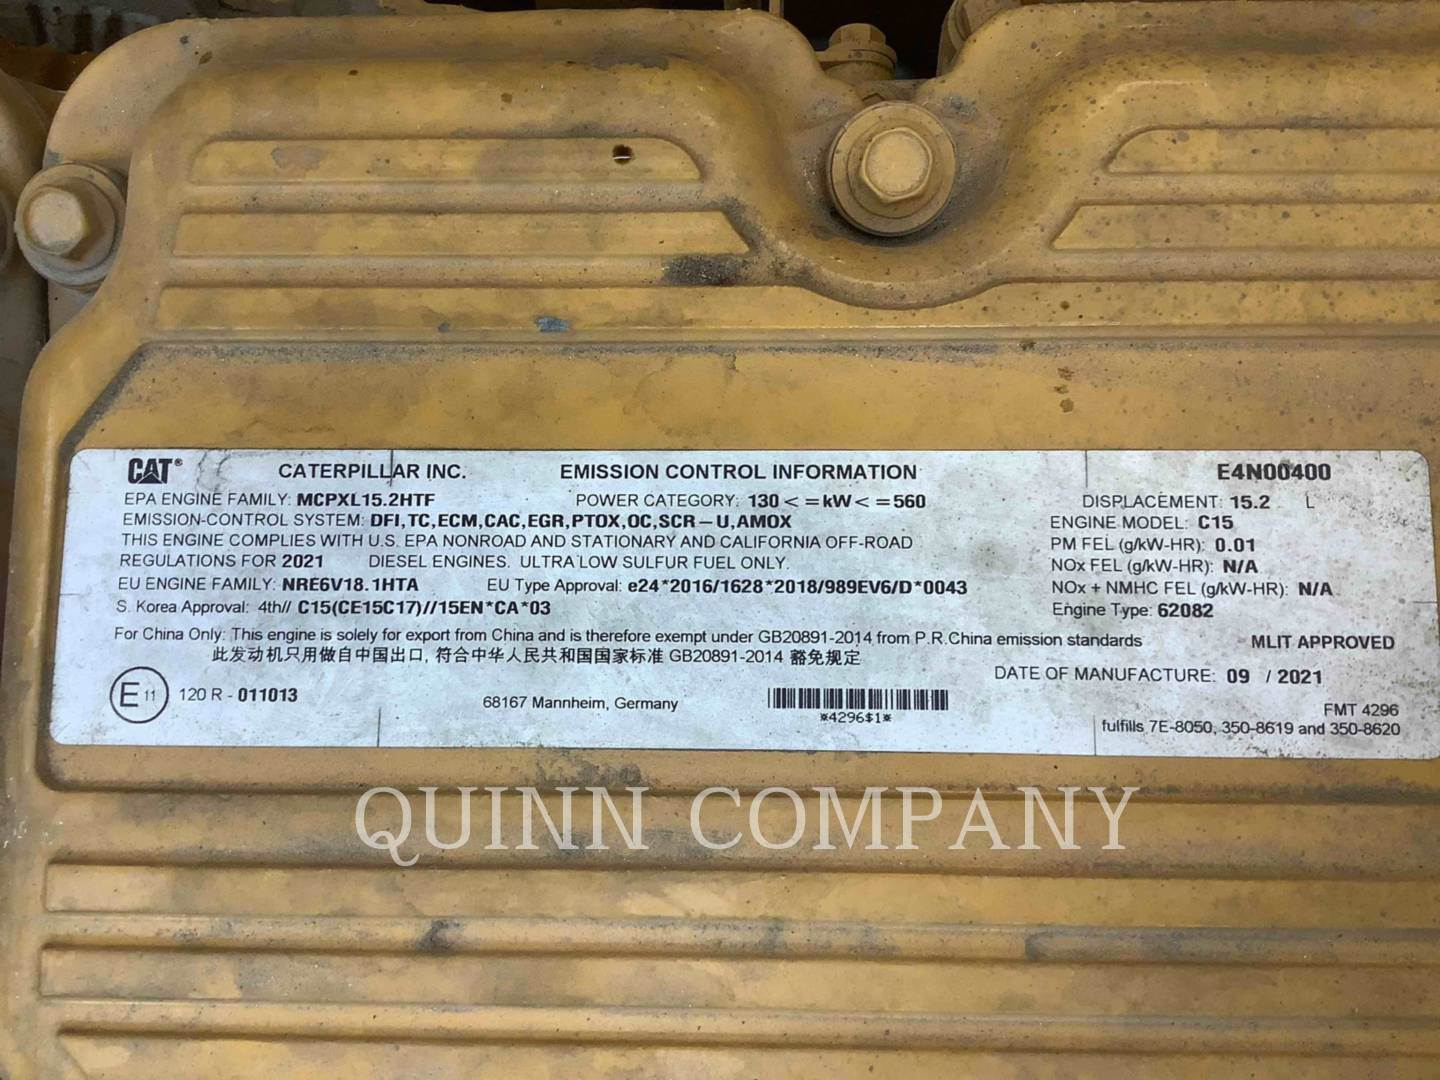 CAT® CATERPILLAR INC. EMISSION CONTROL INFORMATION E4N00400
EPA ENGINE FAMILY: MCPXL15.2HTF POWER CATEGORY: 130 < = kW < = 560 DISPLACEMENT: 15.2 L
EMISSION-CONTROL SYSTEM: DFI,TC,ECM,CAC,EGR,PTOX,OC,SCR-U,AMOX ENGINE MODEL: C15
THIS ENGINE COMPLIES WITH U.S. EPA NONROAD AND STATIONARY AND CALIFORNIA OFF-ROAD PM FEL (g/kW-HR): 0.01
REGULATIONS FOR 2021 DIESEL ENGINES. ULTRA LOW SULFUR FUEL ONLY. NOx FEL (g/kW-HR): N/A
EU ENGINE FAMILY: NRE6V18.1HTA EU Type Approval: e24*2016/1628*2018/989EV6/D*0043 NOx + NMHC FEL (g/kW-HR): N/A
S. Korea Approval: 4th// C15(CE15C17)//15EN*CA*03 Engine Type: 62082
For China Only: This engine is solely for export from China and is therefore exempt under GB20891-2014 from P.R.China emission standards MLIT APPROVED
此发动机只用做自中国出口, 符合中华人民共和国国家标准 GB20891-2014 豁免规定
DATE OF MANUFACTURE: 09 / 2021
E 11 120 R - 011013 68167 Mannheim, Germany
*4296$1*
FMT 4296
fulfills 7E-8050, 350-8619 and 350-8620
QUINN COMPANY